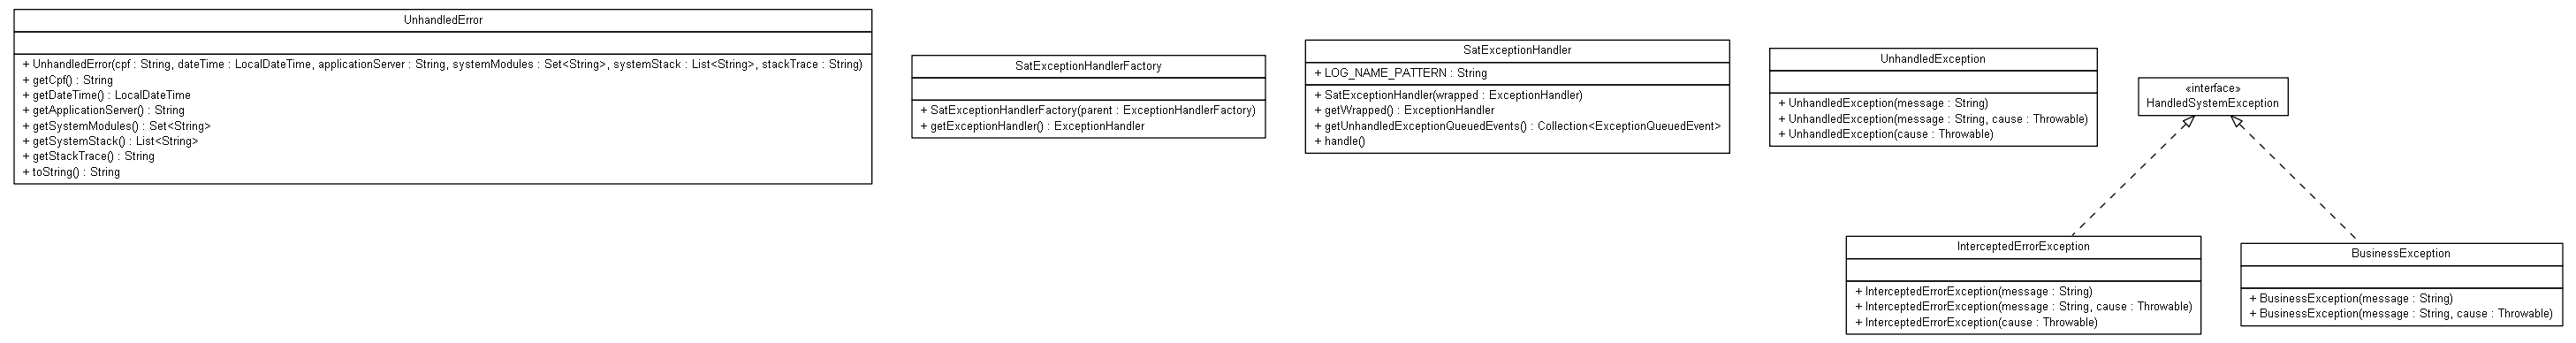 UnhandledError
+ UnhandledError(cpf : String, dateTime : LocalDateTime, applicationServer : String, systemModules : Set<String>, systemStack : List<String>, stackTrace : String)
+ getCpf() : String
+ getDateTime() : LocalDateTime
+ getApplicationServer() : String
+ getSystemModules() : Set<String>
+ getSystemStack() : List<String>
+ getStackTrace() : String
+ toString() : String
SatExceptionHandlerFactory
+ SatExceptionHandlerFactory(parent : ExceptionHandlerFactory)
+ getExceptionHandler() : ExceptionHandler
SatExceptionHandler
+ LOG_NAME_PATTERN : String
+ SatExceptionHandler(wrapped : ExceptionHandler)
+ getWrapped() : ExceptionHandler
+ getUnhandledExceptionQueuedEvents() : Collection<ExceptionQueuedEvent>
+ handle()
UnhandledException
+ UnhandledException(message : String)
+ UnhandledException(message : String, cause : Throwable)
+ UnhandledException(cause : Throwable)
«interface»
HandledSystemException
InterceptedErrorException
+ InterceptedErrorException(message : String)
+ InterceptedErrorException(message : String, cause : Throwable)
+ InterceptedErrorException(cause : Throwable)
BusinessException
+ BusinessException(message : String)
+ BusinessException(message : String, cause : Throwable)